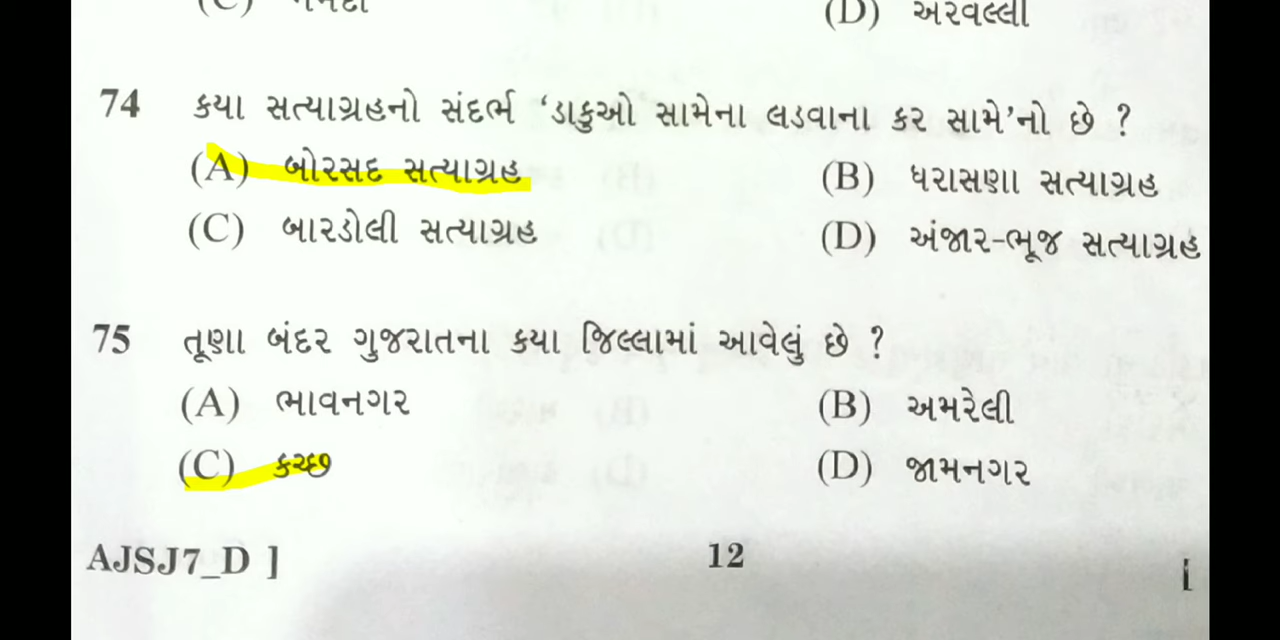 (D) અરવલ્લી
74 કયા સત્યાગ્રહનો સંદર્ભ 'ડાકુઓ સામેના લડવાના કર સામે'નો છે ?
(A) બોરસદ સત્યાગ્રહ (B) ધરાસણા સત્યાગ્રહ
(C) બારડોલી સત્યાગ્રહ (D) અંજાર-ભૂજ સત્યાગ્રહ
75 તૂણા બંદર ગુજરાતના કયા જિલ્લામાં આવેલું છે ?
(A) ભાવનગર (B) અમરેલી
(C) કચ્છ (D) જામનગર
AJSJ7_D ] 12 [